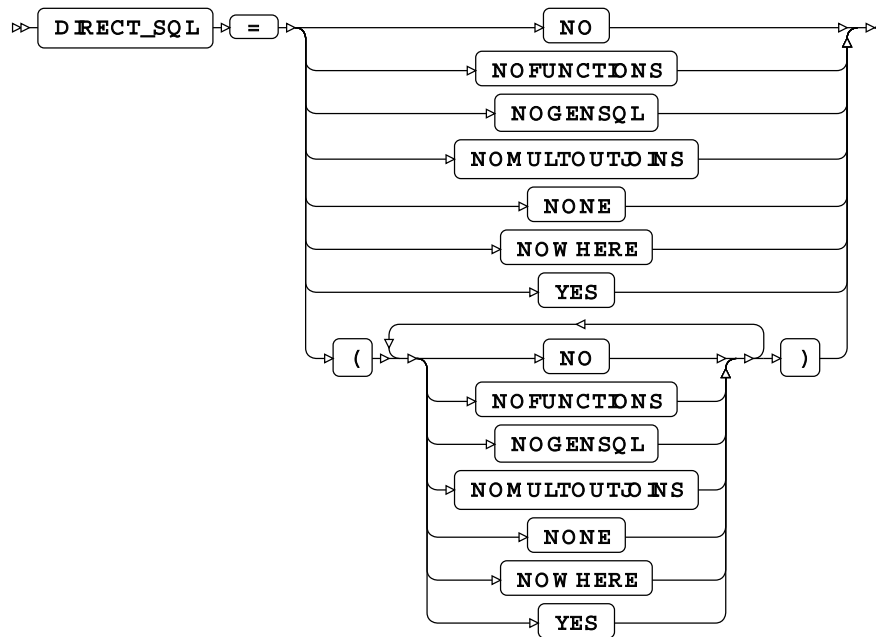 DIRECT_SQL = NO
NOFUNCTIONS
NOGENSQL
NOMULTOUTJOINS
NONE
NOWHERE
YES
( NO )
NOFUNCTIONS
NOGENSQL
NOMULTOUTJOINS
NONE
NOWHERE
YES